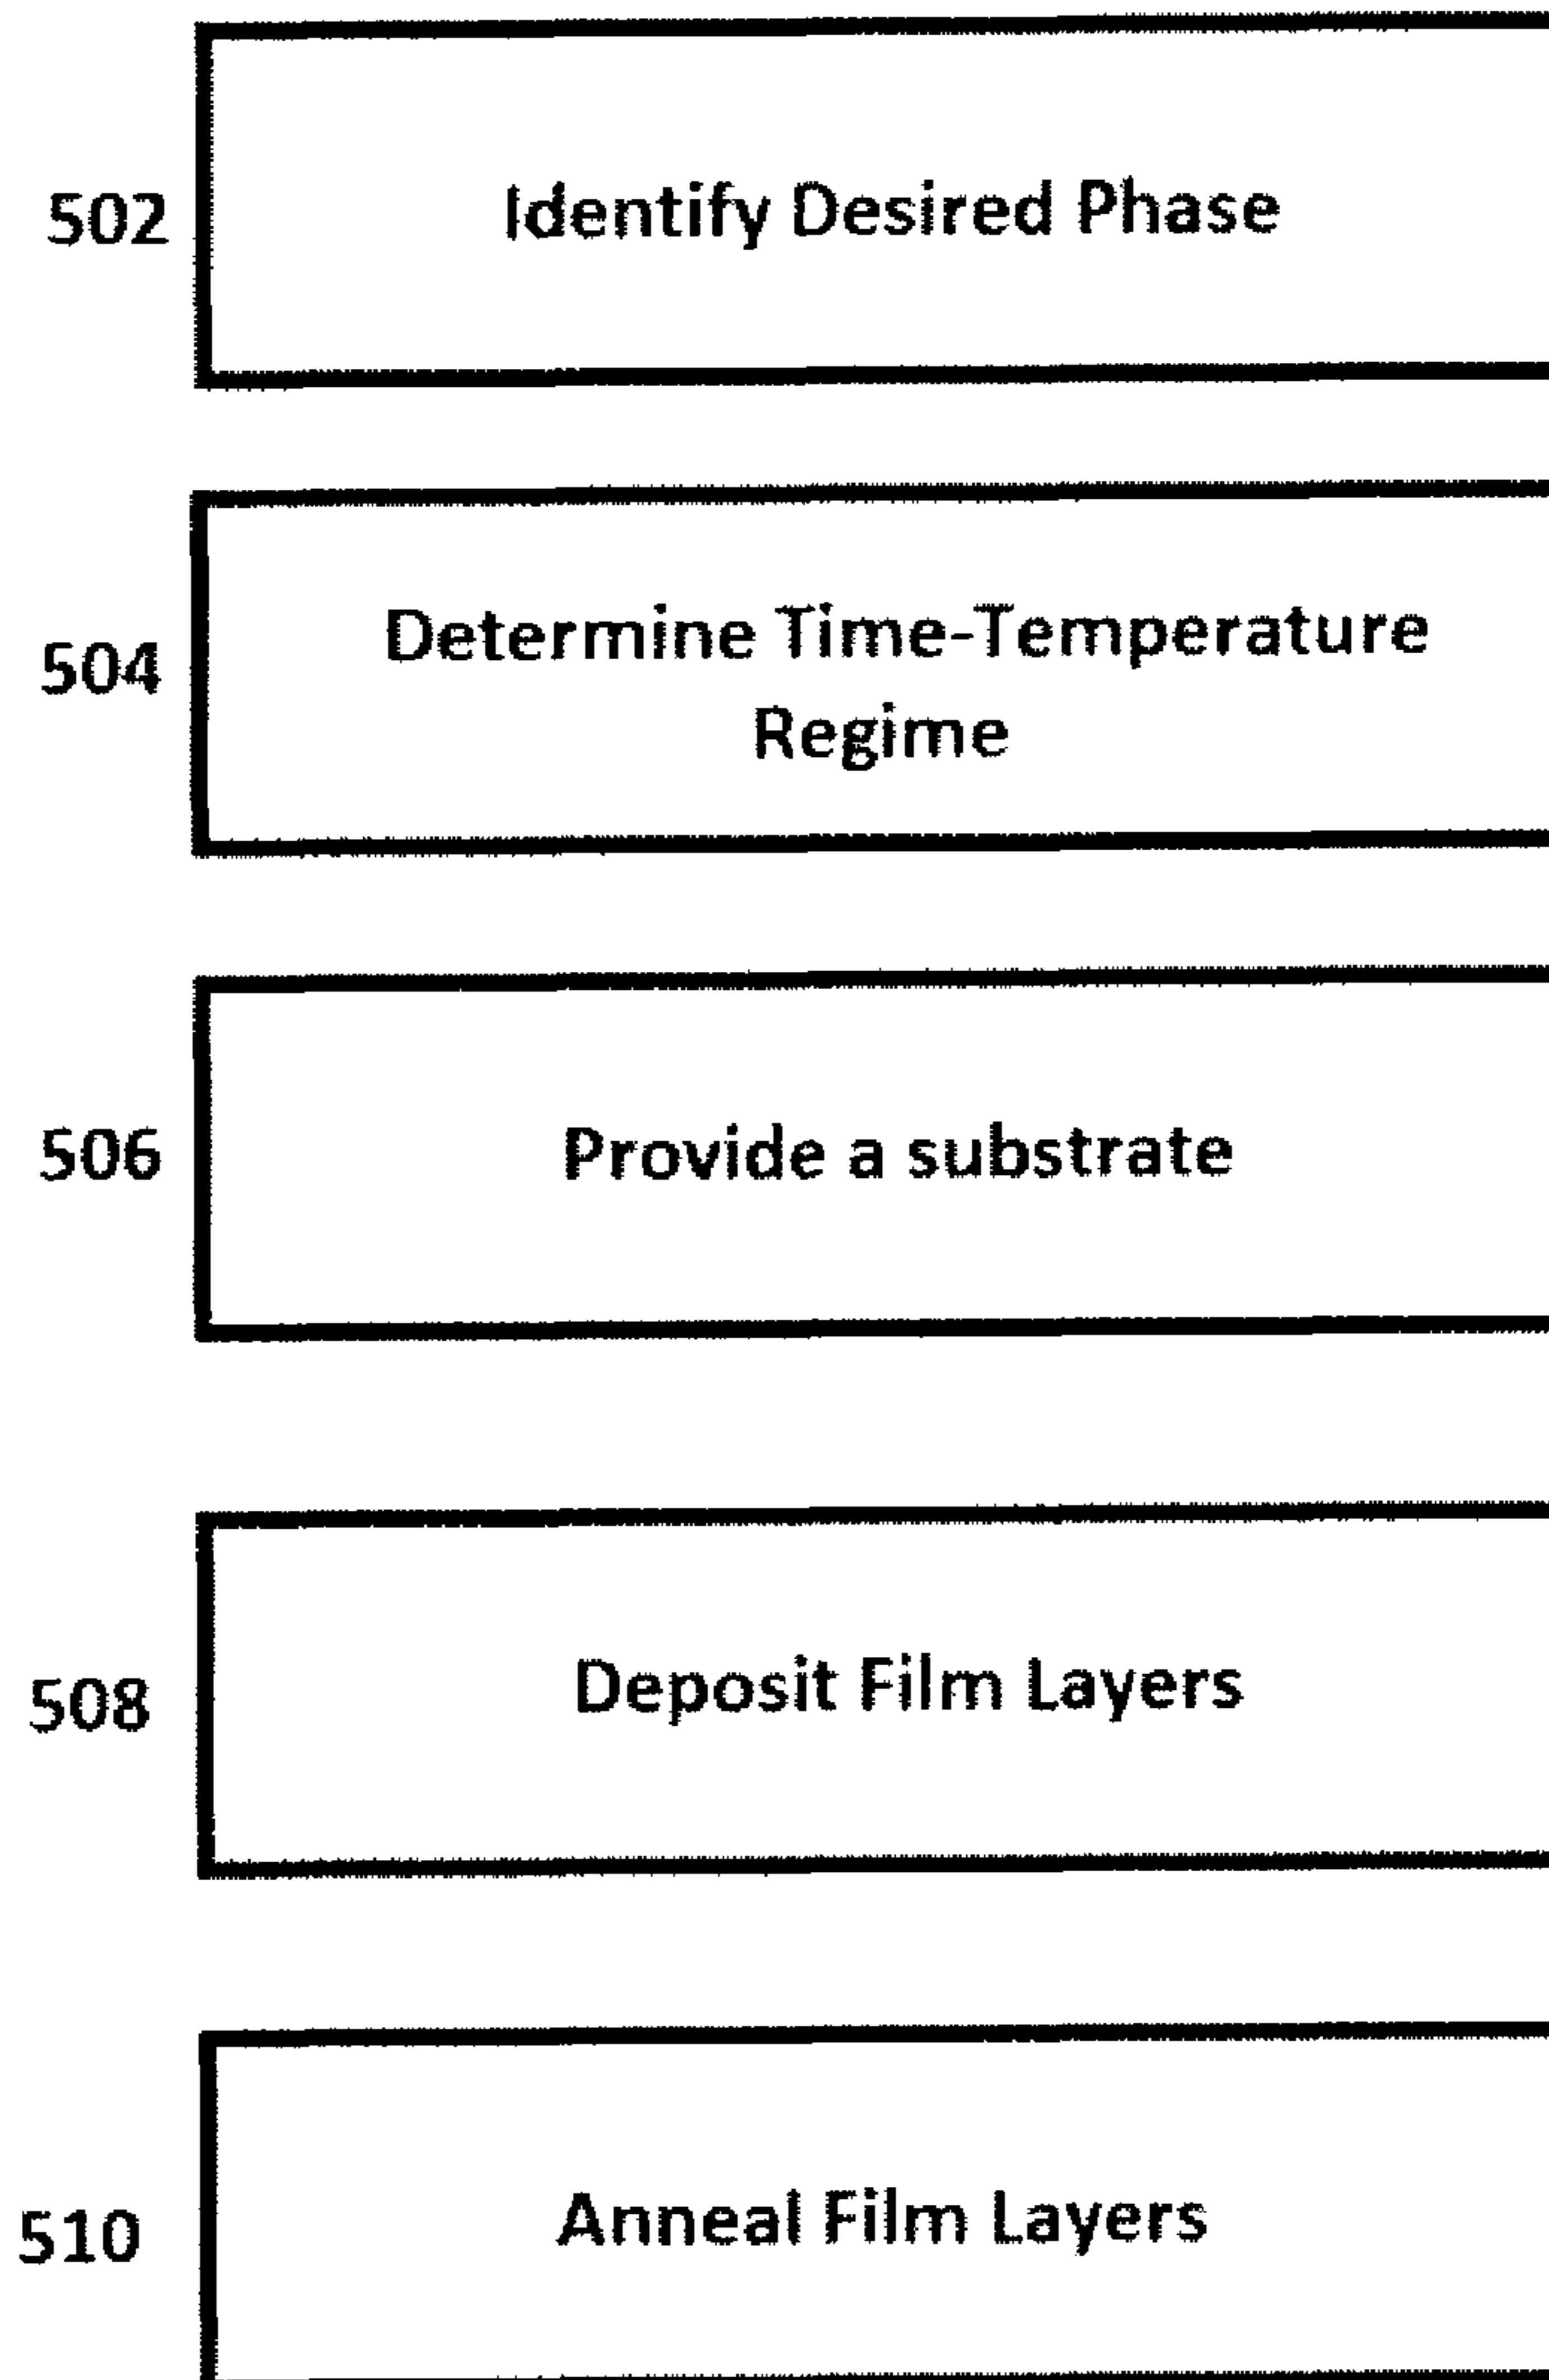 502
Identify Desired Phase
504
Determine Time-Temperature
Regime
506
Provide a substrate
508
Deposit Film Layers
510
Anneal Film Layers